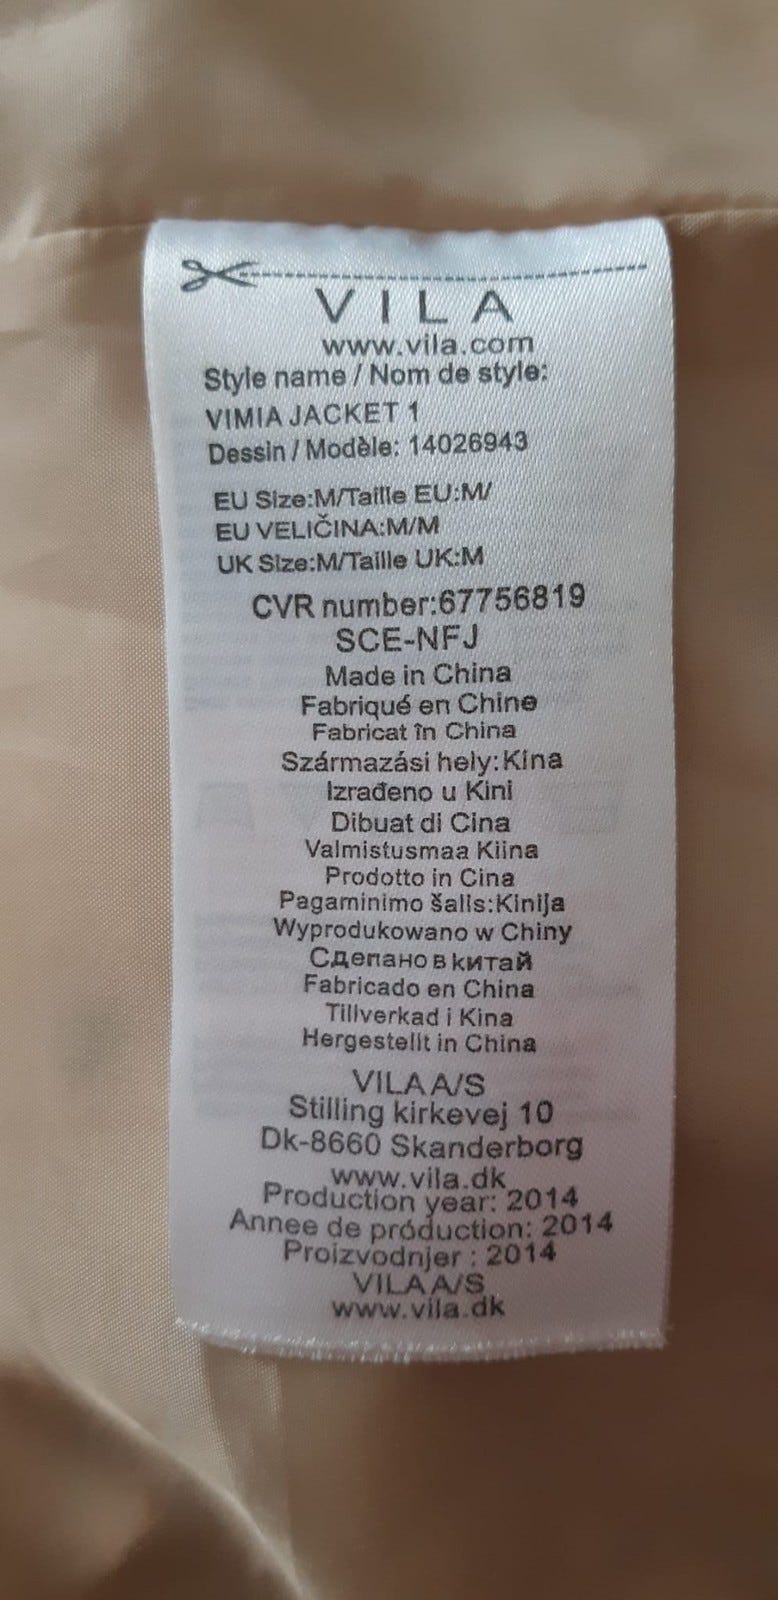 VILA
www.vila.com
Style name / Nom de style:
VIMIA JACKET 1
Dessin / Modèle: 14026943
EU Size:M/Taille EU:M/
EU VELIČINA:M/M
UK Size:M/Taille UK:M
CVR number:67756819
SCE-NFJ
Made in China
Fabriqué en Chine
Fabricat în China
Származási hely:Kína
Izrađeno u Kini
Dibuat di Cina
Valmistusmaa Kiina
Prodotto in Cina
Pagaminimo šalis:Kinija
Wyprodukowano w Chiny
Сделано в китай
Fabricado en China
Tillverkad i Kina
Hergestellt in China
VILA A/S
Stilling kirkevej 10
Dk-8660 Skanderborg
www.vila.dk
Production year: 2014
Annee de próduction: 2014
Proizvodnjer : 2014
VILA A/S
www.vila.dk